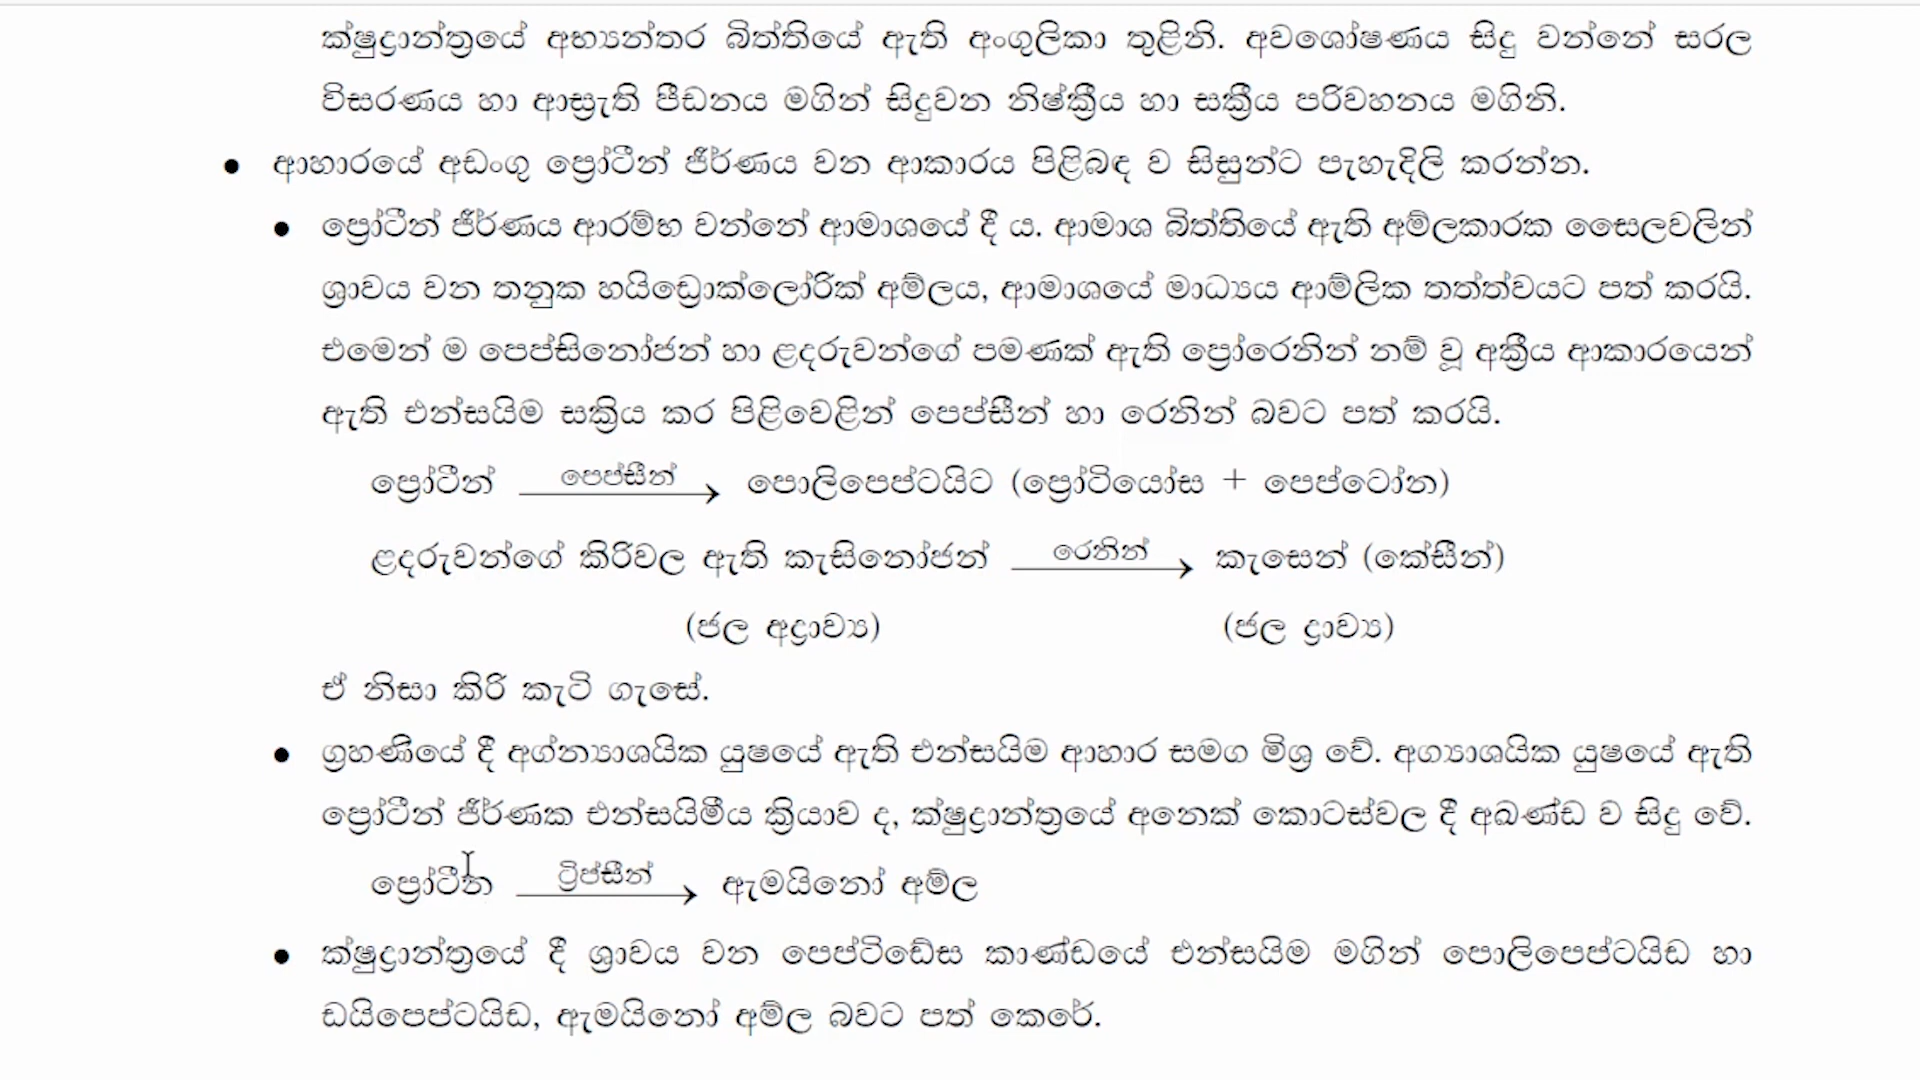 ක්ෂුද්‍රාන්ත්‍රයේ අභ්‍යන්තර බිත්තියේ ඇති අංගුලිකා තුළිනි. අවශෝෂණය සිදු වන්නේ සරල
විසරණය හා ආස්‍රැති පීඩනය මගින් සිදුවන නිෂ්ක්‍රීය හා සක්‍රීය පරිවහනය මගිනි.
● ආහාරයේ අඩංගු ප්‍රෝටීන් ජීර්ණය වන ආකාරය පිළිබඳ ව සිසුන්ට පැහැදිලි කරන්න.
● ප්‍රෝටීන් ජීර්ණය ආරම්භ වන්නේ ආමාශයේ දී ය. ආමාශ බිත්තියේ ඇති අම්ලකාරක සෛලවලින්
ශ්‍රාවය වන තනුක හයිඩ්‍රොක්ලෝරික් අම්ලය, ආමාශයේ මාධ්‍යය ආම්ලික තත්ත්වයට පත් කරයි.
එමෙන් ම පෙප්සිනෝජන් හා ළදරුවන්ගේ පමණක් ඇති ප්‍රෝරෙනින් නම් වූ අක්‍රීය ආකාරයෙන්
ඇති එන්සයිම සක්‍රිය කර පිළිවෙළින් පෙප්සීන් හා රෙනින් බවට පත් කරයි.
ප්‍රෝටීන් පෙප්සීන් → පොලිපෙප්ටයිට (ප්‍රෝටියෝස + පෙප්ටෝන)
ළදරුවන්ගේ කිරිවල ඇති කැසිනෝජන් රෙනින් → කැසෙන් (කේසීන්)
(ජල අද්‍රාව්‍ය) (ජල ද්‍රාව්‍ය)
ඒ නිසා කිරි කැටි ගැසේ.
● ග්‍රහණියේ දී අග්න්‍යාශයික යුෂයේ ඇති එන්සයිම ආහාර සමග මිශ්‍ර වේ. අග්‍යාශයික යුෂයේ ඇති
ප්‍රෝටීන් ජීර්ණක එන්සයිමීය ක්‍රියාව ද, ක්ෂුද්‍රාන්ත්‍රයේ අනෙක් කොටස්වල දී අඛණ්ඩ ව සිදු වේ.
ප්‍රෝටීන ට්‍රිප්සීන් → ඇමයිනෝ අම්ල
● ක්ෂුද්‍රාන්ත්‍රයේ දී ශ්‍රාවය වන පෙප්ටිඩේස කාණ්ඩයේ එන්සයිම මගින් පොලිපෙප්ටයිඩ හා
ඩයිපෙප්ටයිඩ, ඇමයිනෝ අම්ල බවට පත් කෙරේ.